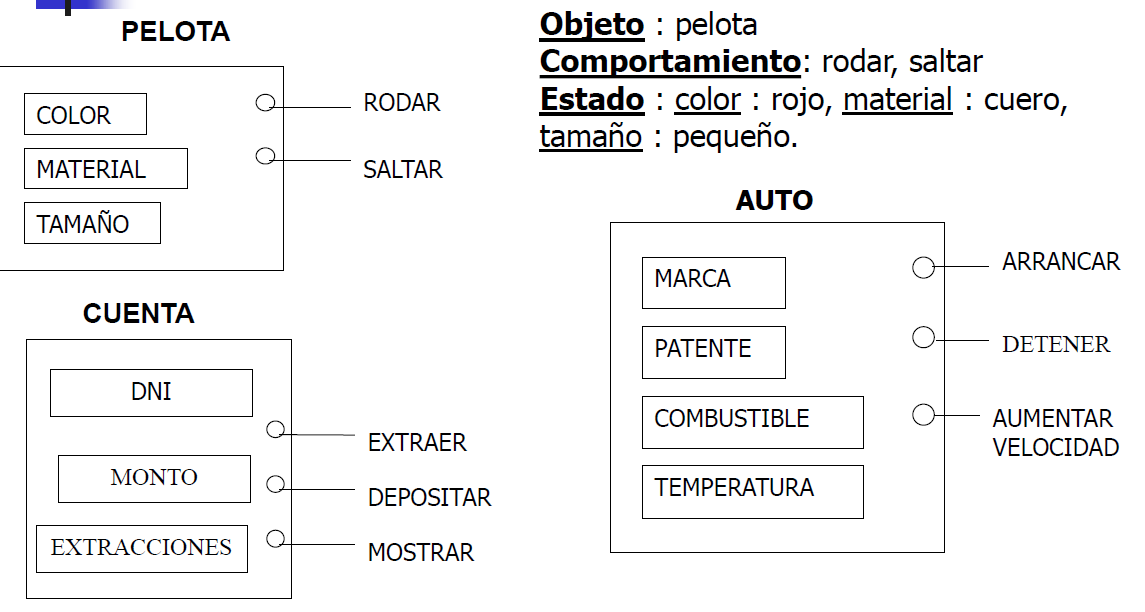 PELOTA
COLOR
MATERIAL
TAMAÑO
RODAR
SALTAR
Objeto : pelota
Comportamiento: rodar, saltar
Estado : color : rojo, material : cuero,
tamaño : pequeño.
CUENTA
DNI
MONTO
EXTRACCIONES
EXTRAER
DEPOSITAR
MOSTRAR
AUTO
MARCA
PATENTE
COMBUSTIBLE
TEMPERATURA
ARRANCAR
DETENER
AUMENTAR
VELOCIDAD